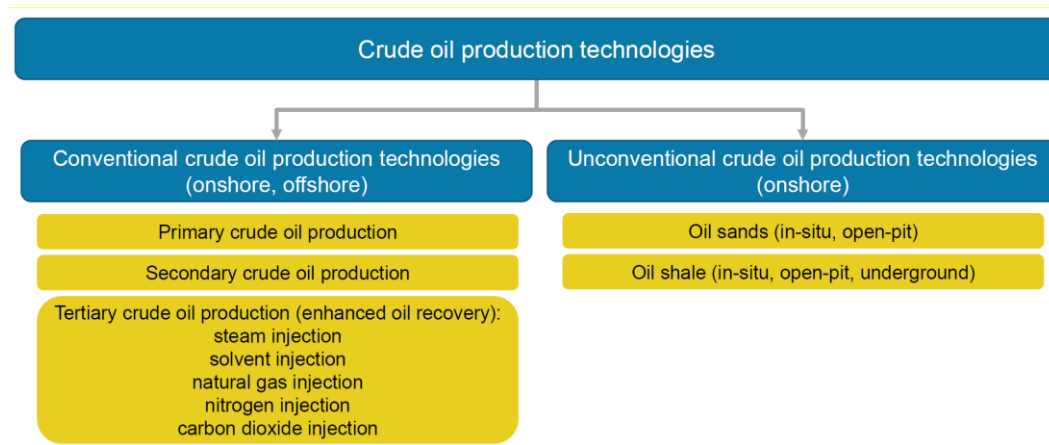 Crude oil production technologies
Conventional crude oil production technologies
(onshore, offshore)
Primary crude oil production
Secondary crude oil production
Tertiary crude oil production (enhanced oil recovery):
steam injection
solvent injection
natural gas injection
nitrogen injection
carbon dioxide injection
Unconventional crude oil production technologies
(onshore)
Oil sands (in-situ, open-pit)
Oil shale (in-situ, open-pit, underground)